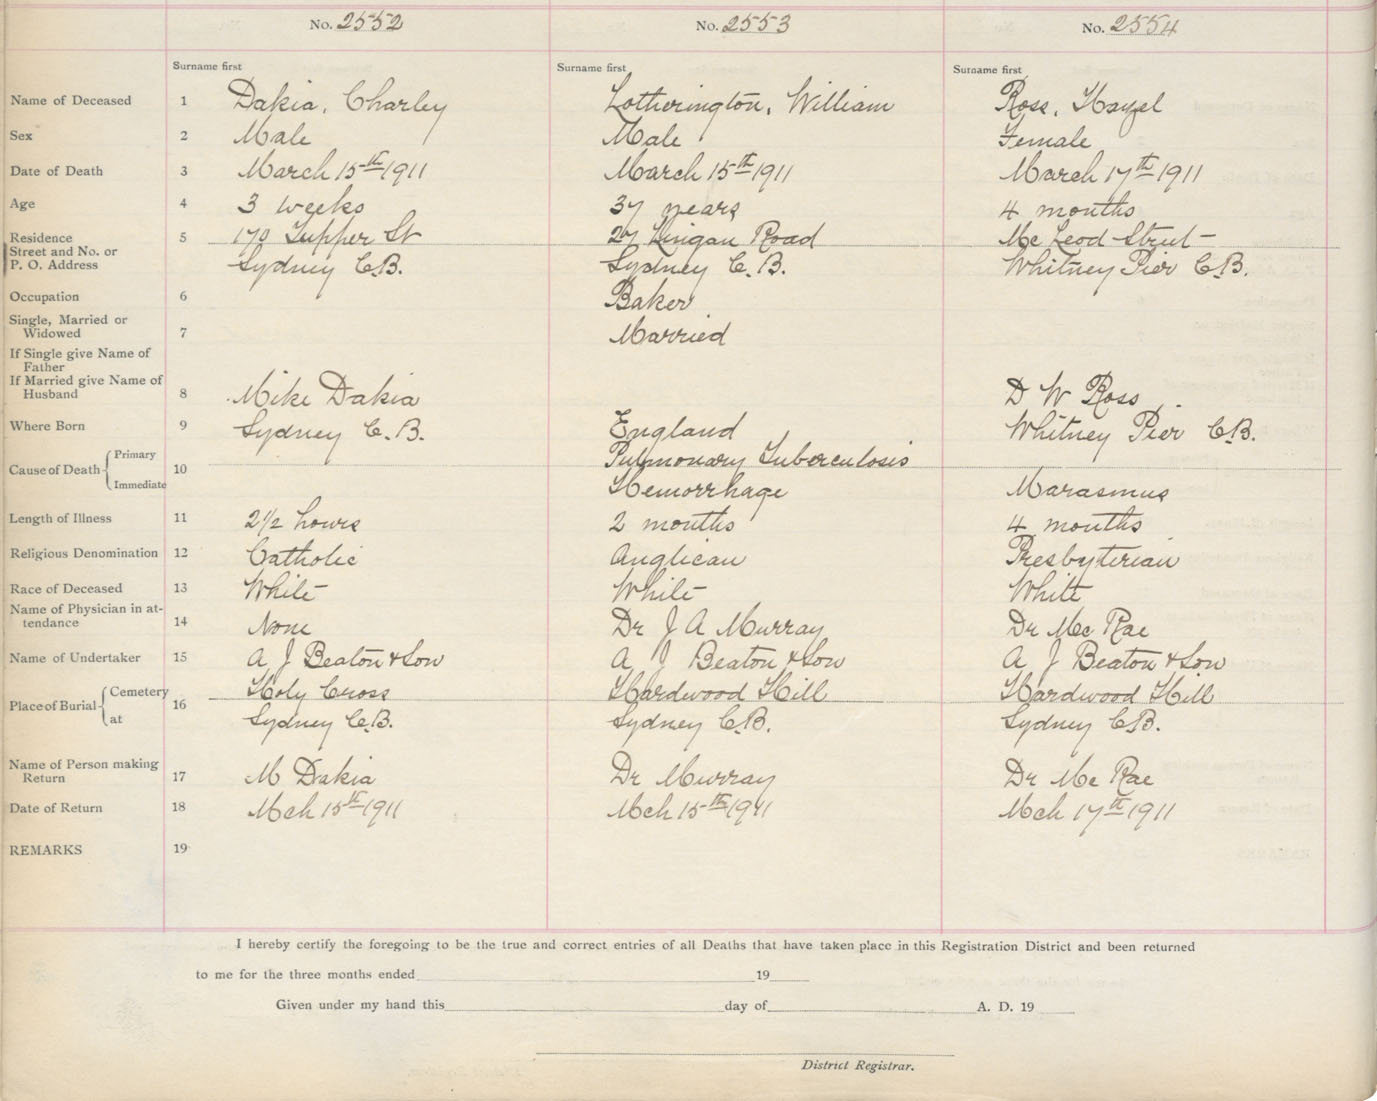 No. 2552 No. 2553 No. 2554
Surname first Surname first Surname first
Name of Deceased 1 Dakia, Charley Lotherington, William Ross, Hazel
Sex 2 Male Male Female
Date of Death 3 March 15th 1911 March 15th 1911 March 17th 1911
Age 4 3 weeks 37 years 4 months
Residence 5 170 Tupper St 27 Lingan Road Mc Leod Street
Street and No. or
P. O. Address Sydney C.B. Sydney C.B. Whitney Pier C.B.
Occupation 6 Baker
Single, Married or
Widowed 7 Married
If Single give Name of
Father
If Married give Name of
Husband 8 Mike Dakia D W Ross
Where Born 9 Sydney C.B. England Whitney Pier C.B.
Cause of Death Primary 10 Pulmonary Tuberculosis
Immediate Hemorrhage Marasmus
Length of Illness 11 2 1/2 hours 2 months 4 months
Religious Denomination 12 Catholic Anglican Presbyterian
Race of Deceased 13 White White White
Name of Physician in at-
tendance 14 None Dr J A Murray Dr Mc Rae
Name of Undertaker 15 A J Beaton & Son A J Beaton & Son A J Beaton & Son
Place of Burial Cemetery 16 Holy Cross Hardwood Hill Hardwood Hill
at Sydney C.B. Sydney C.B. Sydney C.B.
Name of Person making
Return 17 M Dakia Dr Murray Dr Mc Rae
Date of Return 18 Mch 15th 1911 Mch 15th 1911 Mch 17th 1911
REMARKS 19
I hereby certify the foregoing to be the true and correct entries of all Deaths that have taken place in this Registration District and been returned
to me for the three months ended 19
Given under my hand this day of A. D. 19
District Registrar.